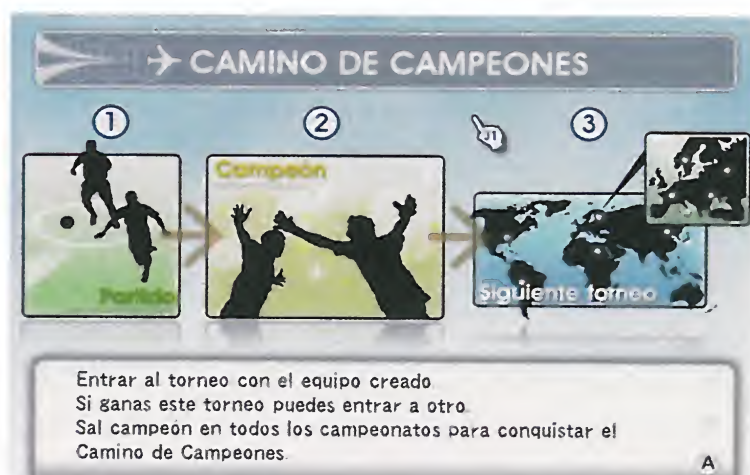 CAMINO DE CAMPEONES
1 2 3
J1
Campeón
Partido
Siguiente torneo
Entrar al torneo con el equipo creado.
Si ganas este torneo puedes entrar a otro.
Sal campeón en todos los campeonatos para conquistar el
Camino de Campeones.
A